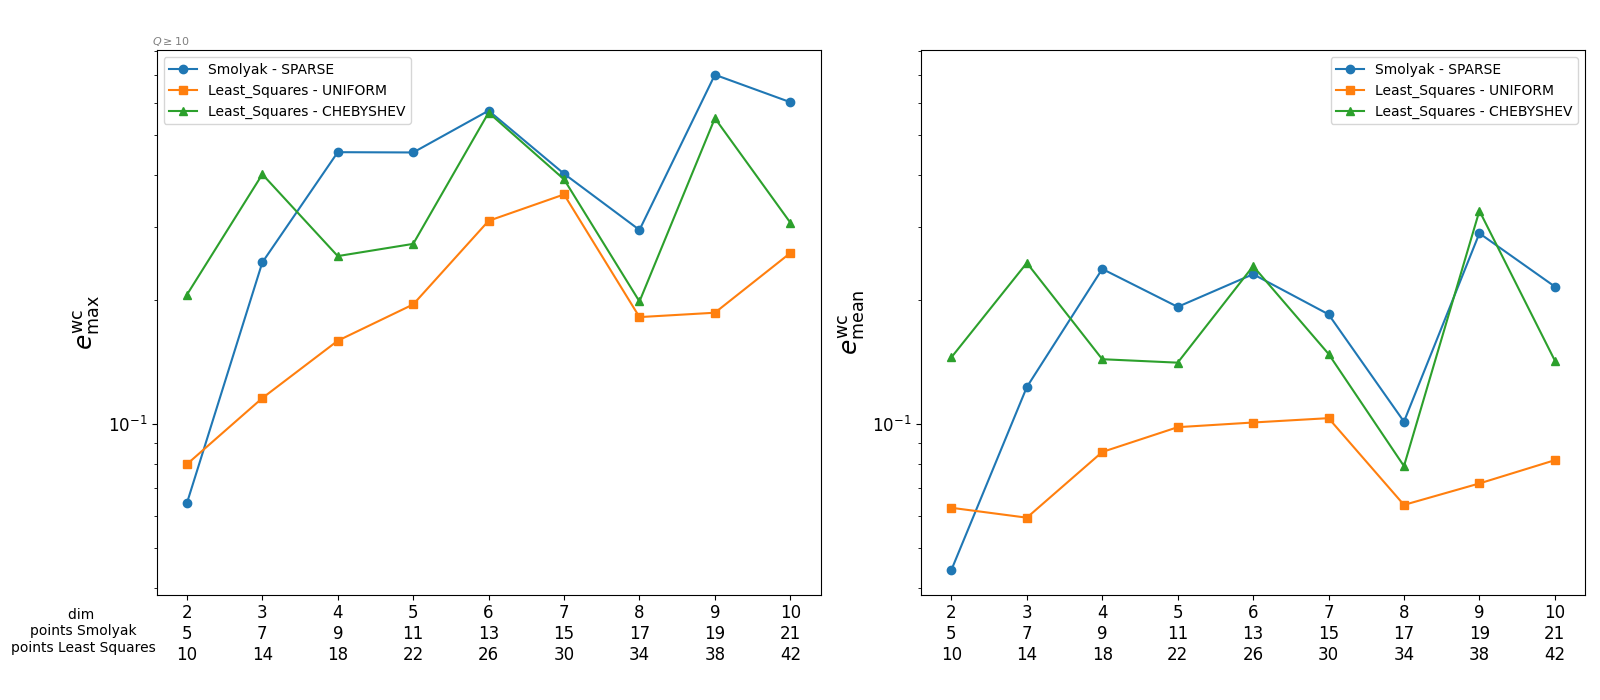 Q ≥ 10
Smolyak - SPARSE
Least_Squares - UNIFORM
Least_Squares - CHEBYSHEV
e^wc_max
10^−1
2 3 4 5 6 7 8 9 10
5 7 9 11 13 15 17 19 21
10 14 18 22 26 30 34 38 42
dim
points Smolyak
points Least Squares
Smolyak - SPARSE
Least_Squares - UNIFORM
Least_Squares - CHEBYSHEV
e^wc_mean
10^−1
2 3 4 5 6 7 8 9 10
5 7 9 11 13 15 17 19 21
10 14 18 22 26 30 34 38 42